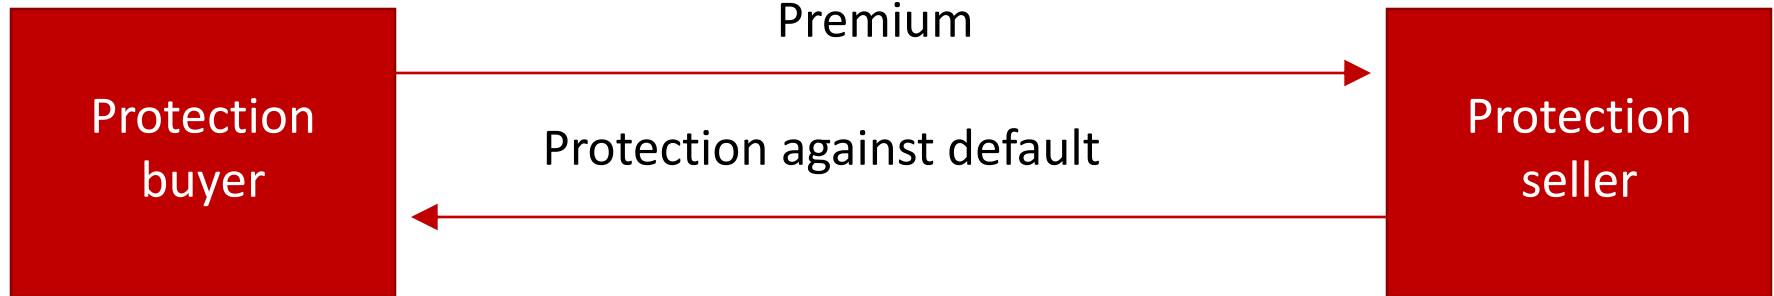 Premium
Protection
buyer
Protection against default
Protection
seller